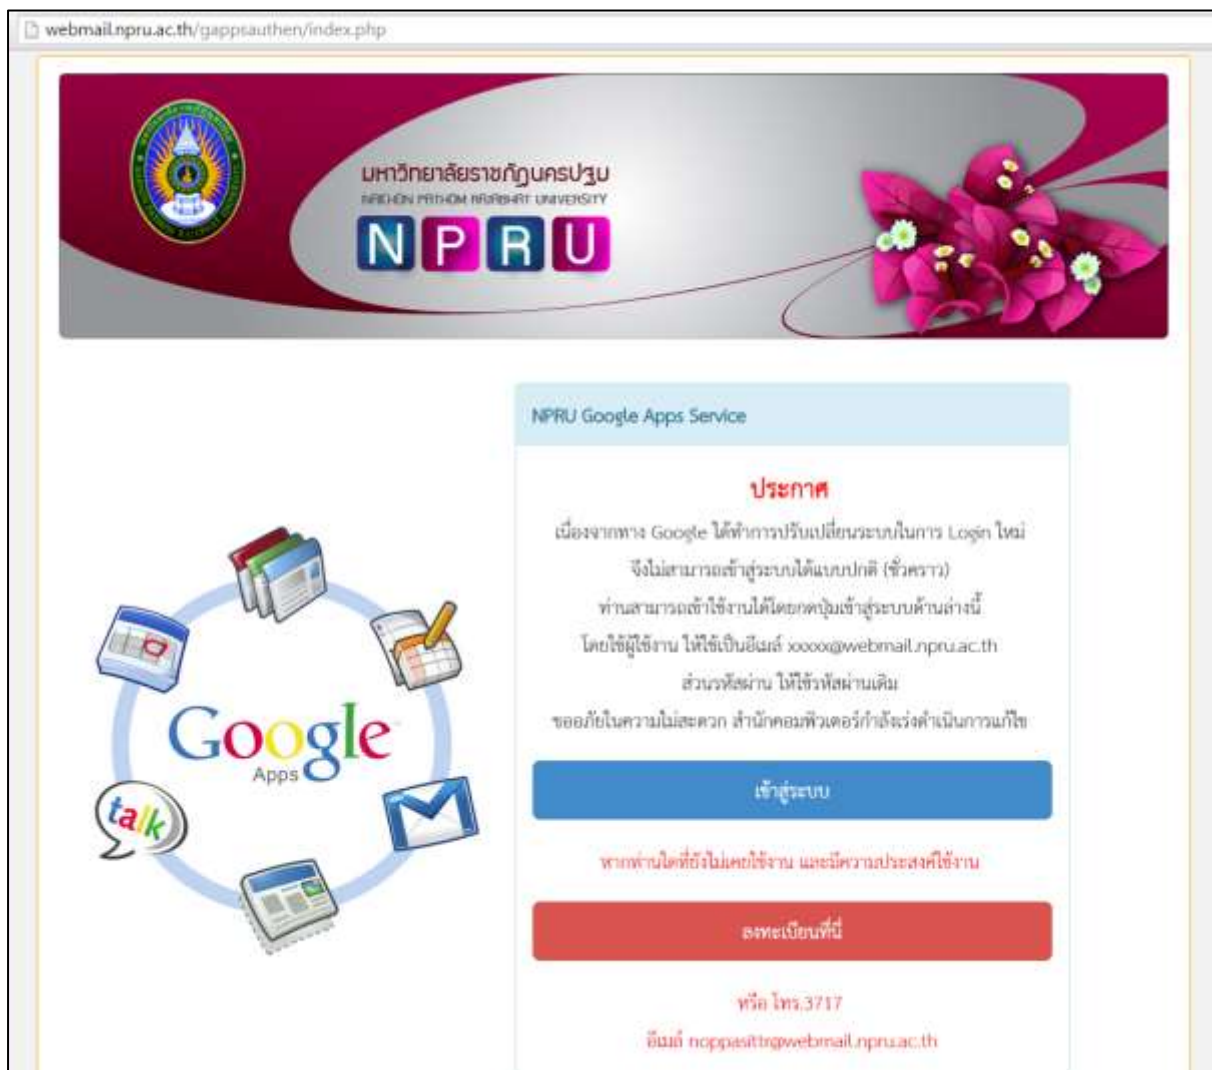 webmail.npru.ac.th/gappsauthen/index.php
มหาวิทยาลัยราชภัฏนครปฐม
NAKHON PATHOM RAJABHAT UNIVERSITY
NPRU
NPRU Google Apps Service
ประกาศ
เนื่องจากทาง Google ได้ทำการปรับเปลี่ยนระบบในการ Login ใหม่
จึงไม่สามารถเข้าสู่ระบบได้แบบปกติ (ชั่วคราว)
ท่านสามารถเข้าใช้งานได้โดยกดปุ่มเข้าสู่ระบบด้านล่างนี้
โดยใช้ผู้ใช้งาน ให้ใช้เป็นอีเมล์ xxxxx@webmail.npru.ac.th
ส่วนรหัสผ่าน ให้ใช้รหัสผ่านเดิม
ขออภัยในความไม่สะดวก สำนักคอมพิวเตอร์กำลังเร่งดำเนินการแก้ไข
Google
Apps
talk
เข้าสู่ระบบ
หากท่านใดที่ยังไม่เคยใช้งาน และมีความประสงค์ใช้งาน
ลงทะเบียนที่นี่
หรือ โทร.3717
อีเมล์ noppasittr@webmail.npru.ac.th